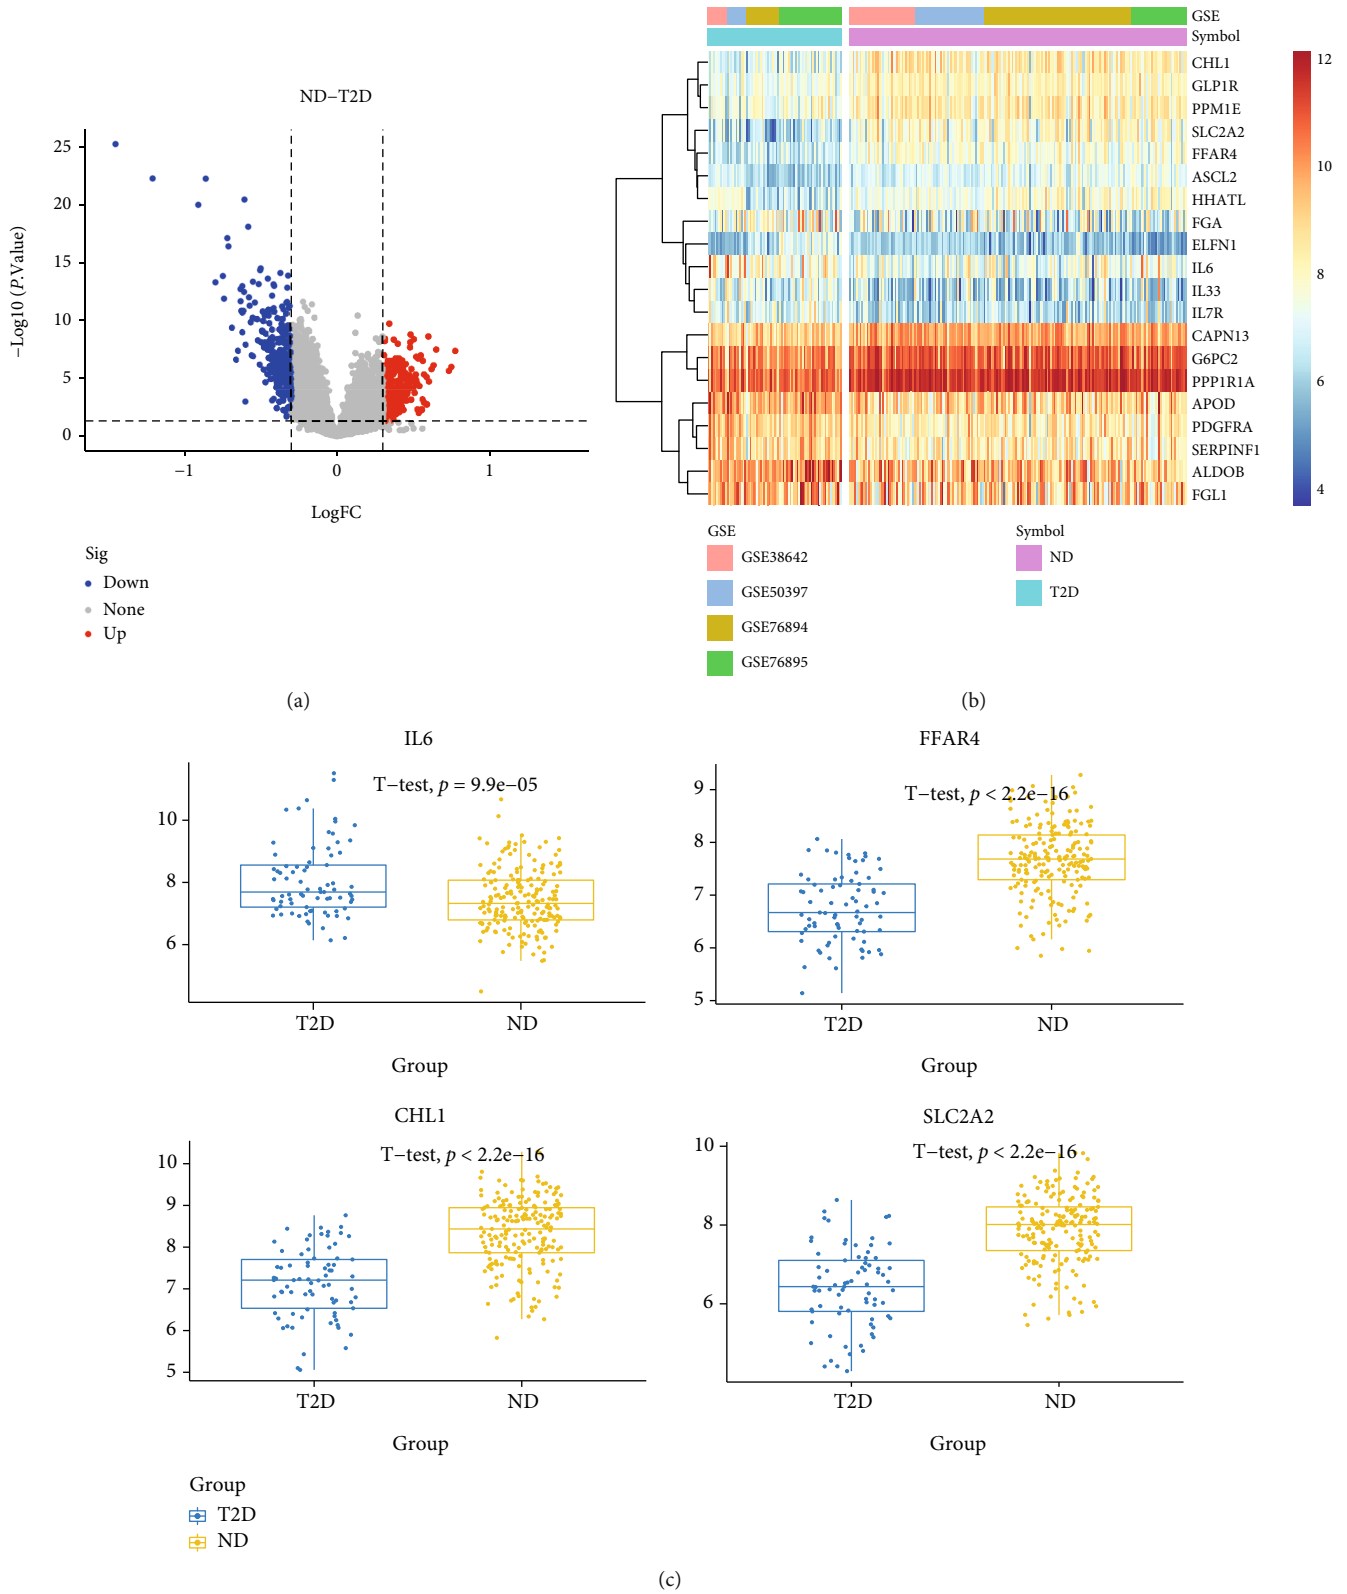 ND−T2D
−Log10 (P.Value)
25
20
15
10
5
0
−1
0
1
LogFC
Sig
Down
None
Up
(a)
GSE
Symbol
CHL1
GLP1R
PPM1E
SLC2A2
FFAR4
ASCL2
HHATL
FGA
ELFN1
IL6
IL33
IL7R
CAPN13
G6PC2
PPP1R1A
APOD
PDGFRA
SERPINF1
ALDOB
FGL1
12
10
8
6
4
GSE
GSE38642
GSE50397
GSE76894
GSE76895
Symbol
ND
T2D
(b)
IL6
T−test, p = 9.9e−05
10
8
6
T2D
ND
Group
FFAR4
T−test, p < 2.2e−16
9
8
7
6
5
T2D
ND
Group
CHL1
T−test, p < 2.2e−16
10
9
8
7
6
5
T2D
ND
Group
SLC2A2
T−test, p < 2.2e−16
10
8
6
T2D
ND
Group
Group
T2D
ND
(c)